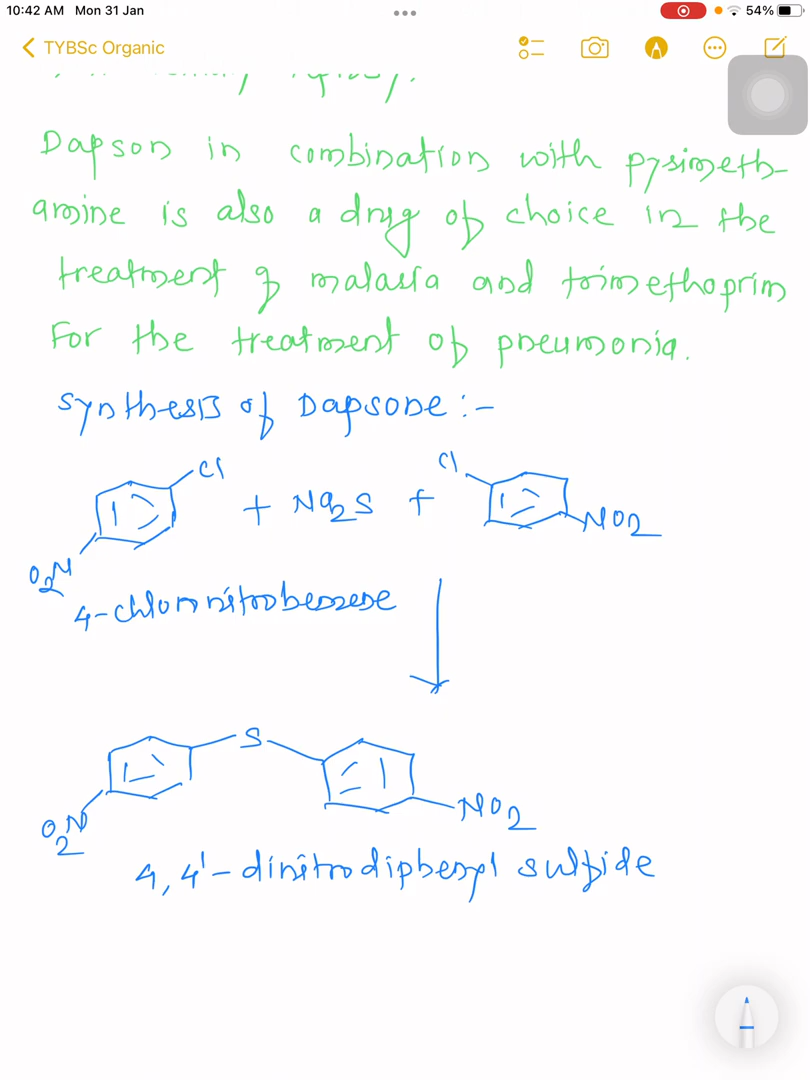 10:42 AM Mon 31 Jan
54%
TYBSc Organic
Dapson in combination with pyrimeth-
amine is also a drug of choice in the
treatment of malaria and trimethoprim
For the treatment of pneumonia.
Synthesis of Dapsone :-
Cl
Cl
+ Na2S +
NO2
O2N
4-chloronitrobenzene
S
NO2
O2N
4,4'-dinitrodiphenyl sulfide